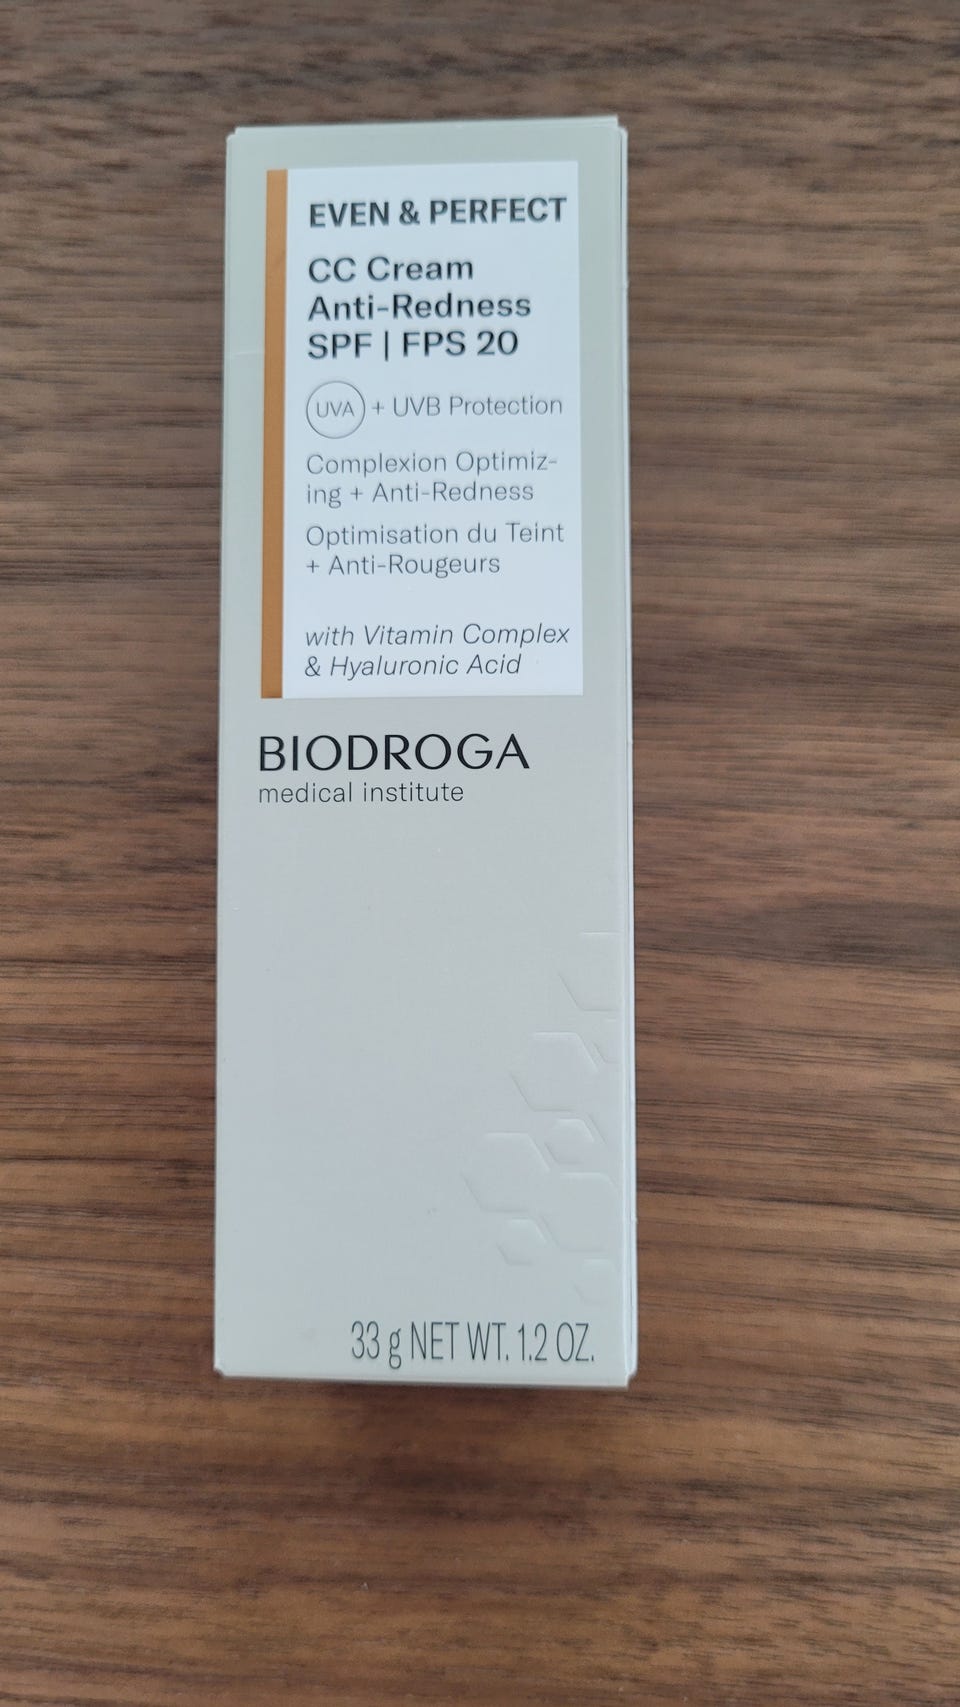 EVEN & PERFECT
CC Cream
Anti-Redness
SPF | FPS 20
UVA + UVB Protection
Complexion Optimiz-
ing + Anti-Redness
Optimisation du Teint
+ Anti-Rougeurs
with Vitamin Complex
& Hyaluronic Acid
BIODROGA
medical institute
33 g NET WT. 1.2 OZ.